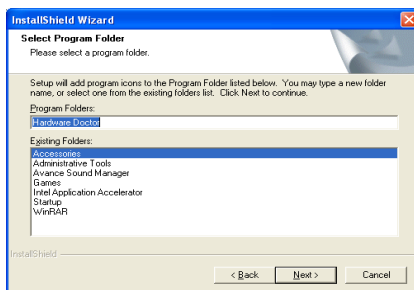 InstallShield Wizard
Select Program Folder
Please select a program folder.
Setup will add program icons to the Program Folder listed below. You may type a new folder
name, or select one from the existing folders list. Click Next to continue.
Program Folders:
Hardware Doctor
Existing Folders:
Accessories
Administrative Tools
Avance Sound Manager
Games
Intel Application Accelerator
Startup
WinRAR
InstallShield
< Back Next > Cancel